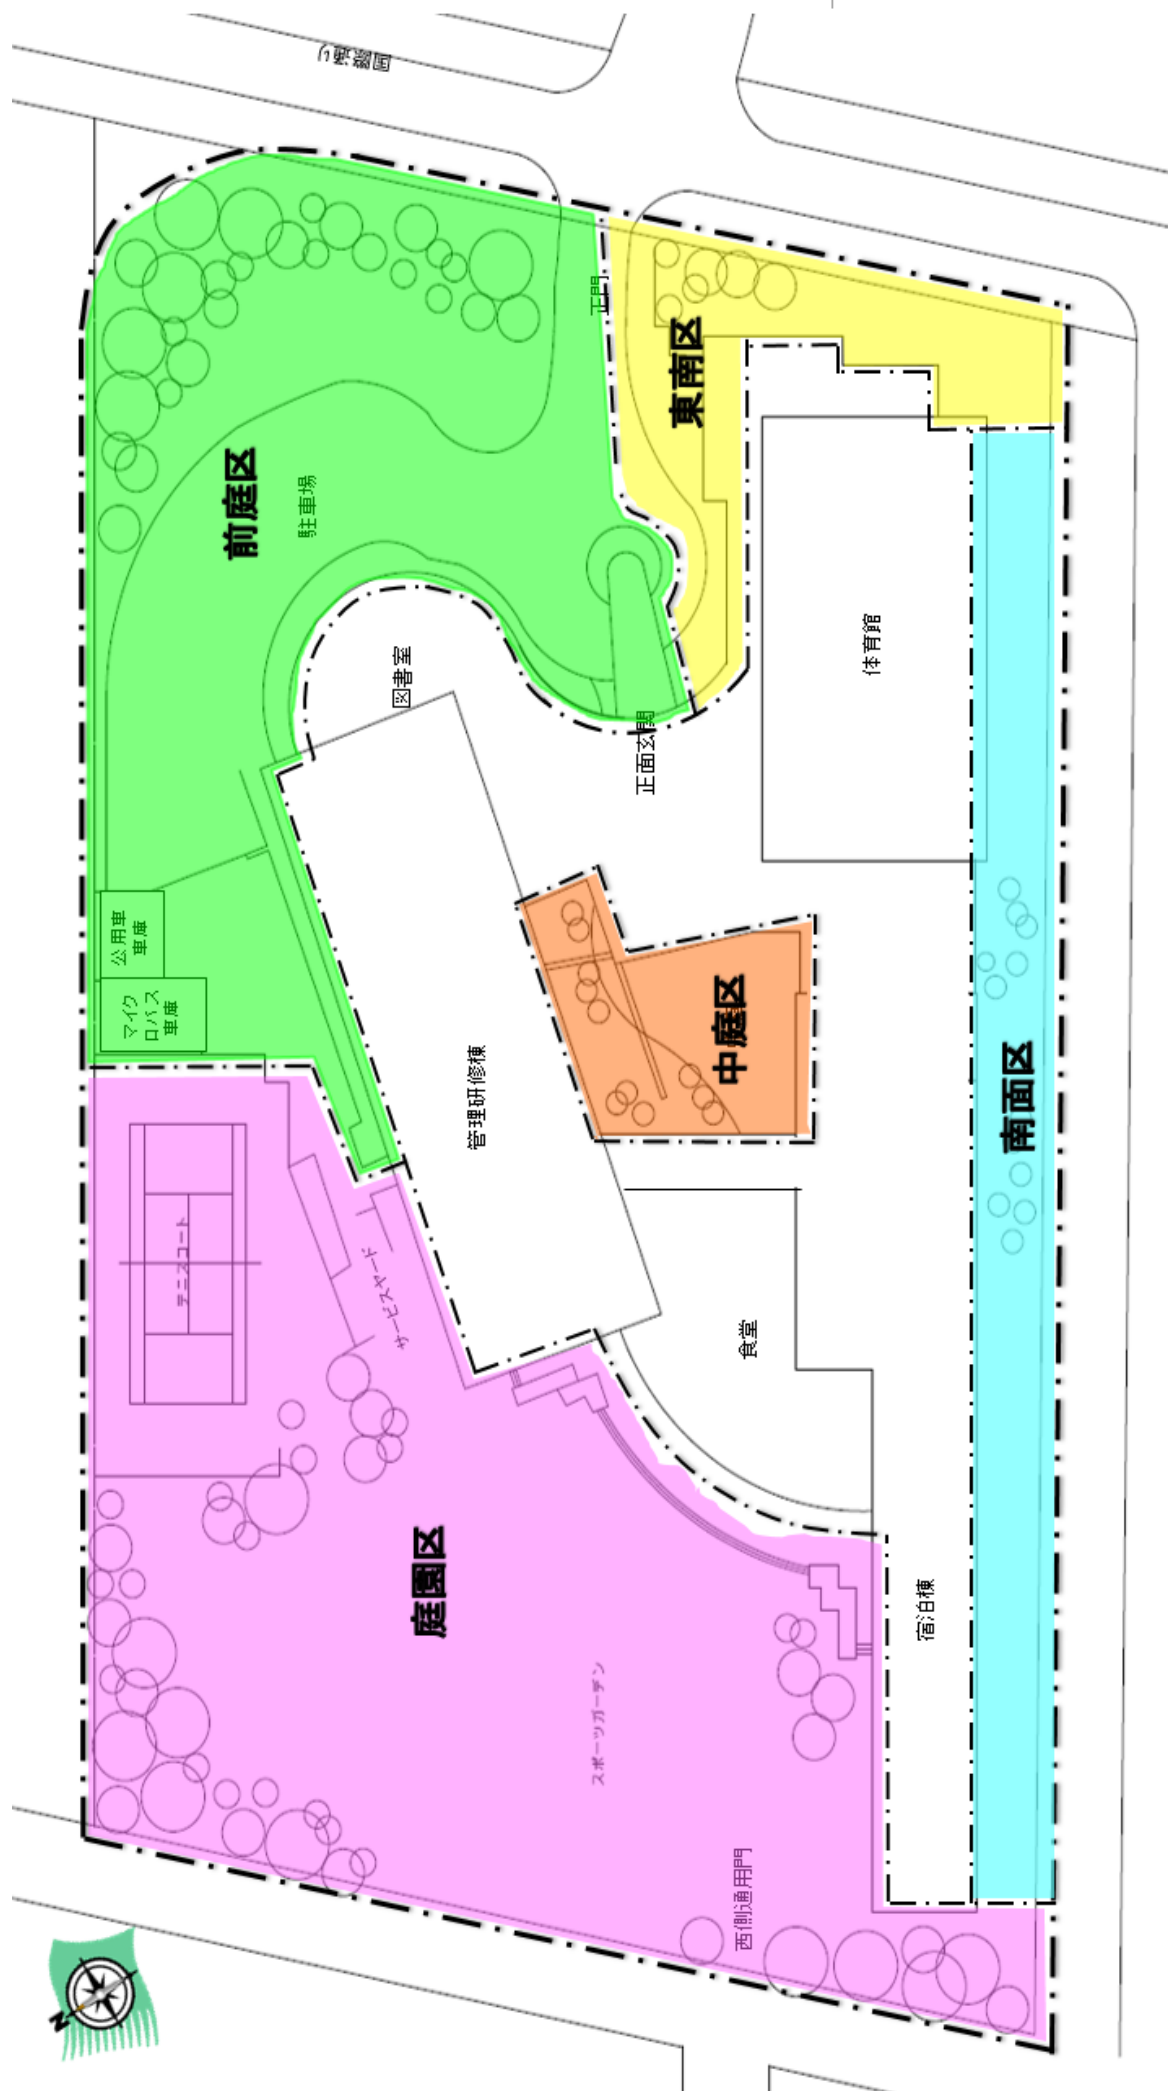 国際通り
正門
東南区
前庭区
駐車場
図書室
体育館
正面玄関
公用車
車庫
マイク
ロバス
車庫
管理研修棟
中庭区
南面区
テニスコート
サービスヤード
食堂
庭園区
宿泊棟
スポーツガーデン
西側通用門
N